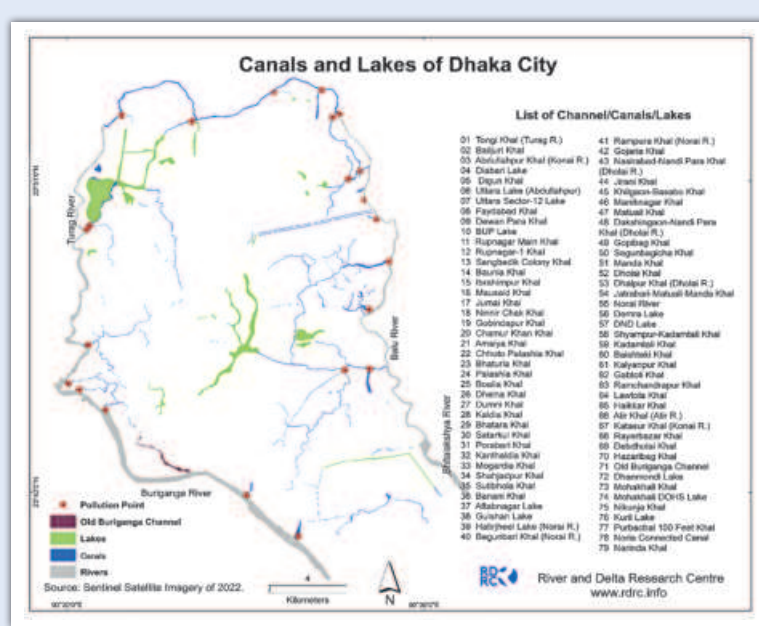 Canals and Lakes of Dhaka City
List of Channel/Canals/Lakes
01 Tongi Khal (Turag R.)
02 Bailjuri Khal
03 Abdullahpur Khal (Konai R.)
04 Diabari Lake
05 Digun Khal
06 Uttara Lake (Abdullahpur)
07 Uttara Sector-12 Lake
08 Faydabad Khal
09 Dewan Para Khal
10 BUP Lake
11 Rupnagar Main Khal
12 Rupnagar-1 Khal
13 Sangbadik Colony Khal
14 Baunia Khal
15 Ibrahimpur Khal
16 Mausaid Khal
17 Jumai Khal
18 Ninnir Chak Khal
19 Gobindapur Khal
20 Chamur Khan Khal
21 Amaiya Khal
22 Chhoto Palashia Khal
23 Bhaturia Khal
24 Palashia Khal
25 Boalia Khal
26 Dhema Khal
27 Dumni Khal
28 Kaldia Khal
29 Bhatara Khal
30 Satarkul Khal
31 Porabari Khal
32 Kantheldia Khal
33 Mogardia Khal
34 Shahjadpur Khal
35 Sutibhola Khal
36 Banani Khal
37 Aftabnagar Lake
38 Gulshan Lake
39 Hatirjheel Lake (Norai R.)
40 Begunbari Khal (Norai R.)
41 Rampura Khal (Norai R.)
42 Gojaria Khal
43 Nasirabad-Nandi Para Khal
(Dholai R.)
44 Jirani Khal
45 Khilgaon-Basabo Khal
46 Maniknagar Khal
47 Matuail Khal
48 Dakshingaon-Nandi Para
Khal (Dholai R.)
49 Gopibag Khal
50 Segunbagicha Khal
51 Manda Khal
52 Dholai Khal
53 Dhalpur Khal (Dholai R.)
54 Jatrabari-Matuail-Manda Khal
55 Norai River
56 Demra Lake
57 DND Lake
58 Shyampur-Kadamtali Khal
59 Kadamtali Khal
60 Baishteki Khal
61 Kalyanpur Khal
62 Gabtoli Khal
63 Ramchandrapur Khal
64 Lawtola Khal
65 Haikkar Khal
66 Atir Khal (Atir R.)
67 Katasur Khal (Konai R.)
68 Rayerbazar Khal
69 Debdholai Khal
70 Hazaribag Khal
71 Old Buriganga Channel
72 Dhanmondi Lake
73 Mohakhali Khal
74 Mohakhali DOHS Lake
75 Nikunja Khal
76 Kuril Lake
77 Purbachal 100 Feet Khal
78 Noria Connected Canal
79 Narinda Khal
Turag River
Balu River
Shitalakshya River
Buriganga River
Pollution Point
Old Buriganga Channel
Lakes
Canals
Rivers
Source: Sentinel Satellite Imagery of 2022.
4
Kilometers
N
RDRC
River and Delta Research Centre
www.rdrc.info